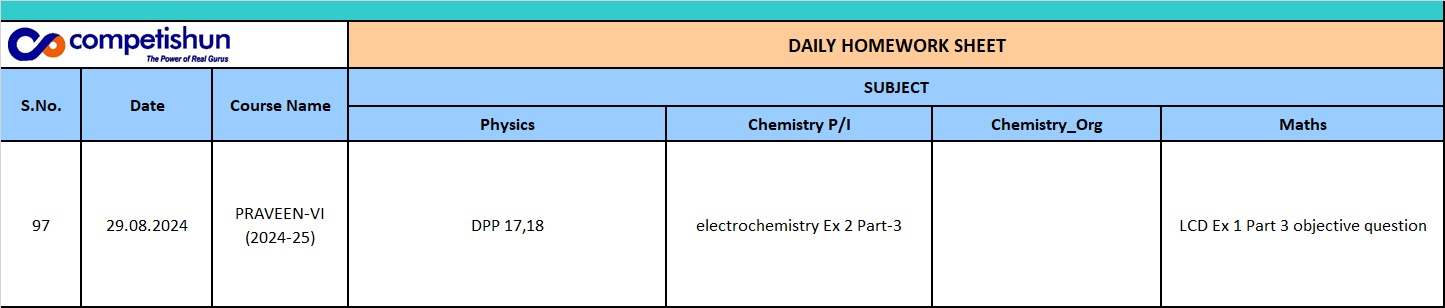 competishun
The Power of Real Gurus
DAILY HOMEWORK SHEET
S.No.
Date
Course Name
SUBJECT
Physics
Chemistry P/I
Chemistry_Org
Maths
97
29.08.2024
PRAVEEN-VI
(2024-25)
DPP 17,18
electrochemistry Ex 2 Part-3
LCD Ex 1 Part 3 objective question